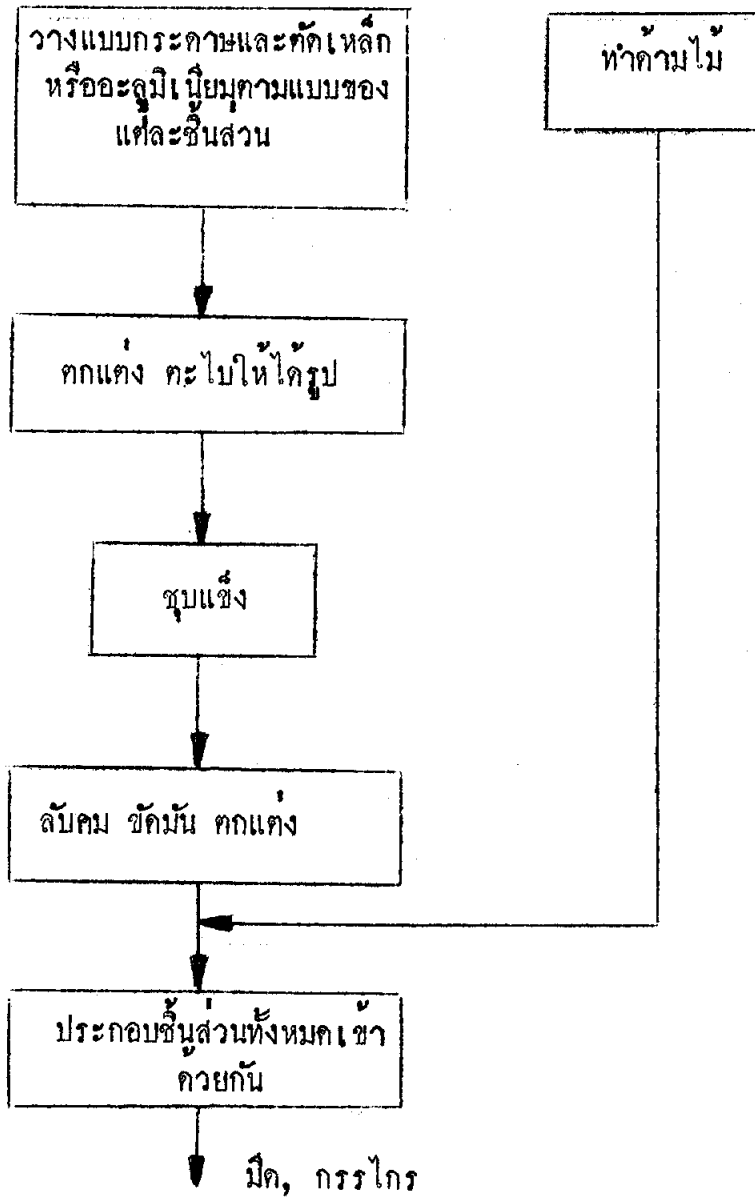 วางแบบกระดาษและตัดเหล็ก
หรืออะลูมิเนียมตามแบบของ
แต่ละชิ้นส่วน
ทำด้ามไม้
ตกแต่ง ตะไบให้ได้รูป
ชุบแข็ง
ลับคม ขัดมัน ตกแต่ง
ประกอบชิ้นส่วนทั้งหมดเข้า
ด้วยกัน
มีด, กรรไกร